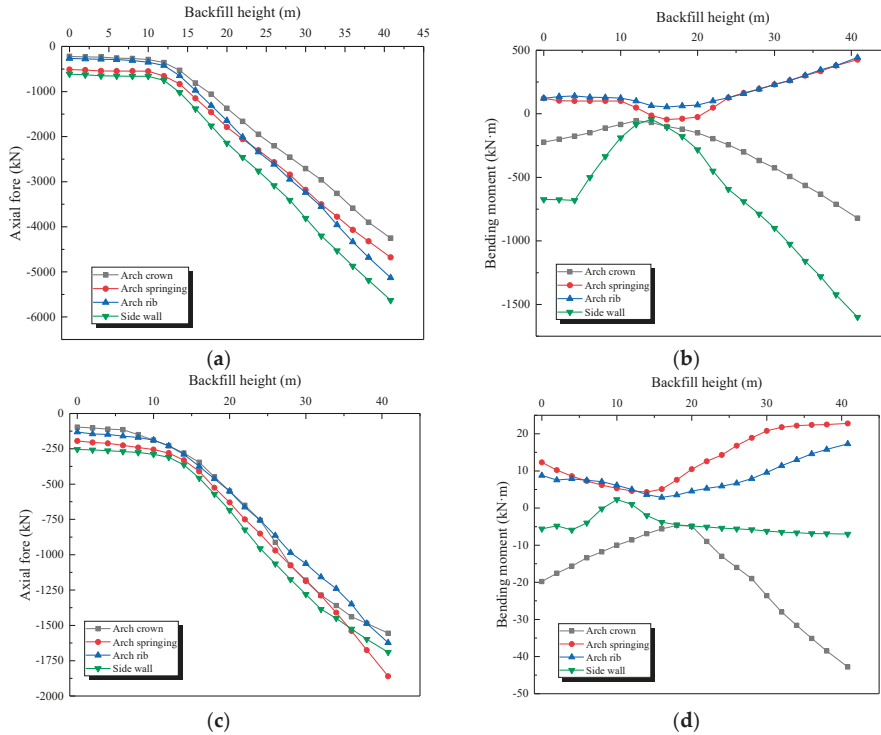 Backfill height (m)
0 5 10 15 20 25 30 35 40 45
0
-1000
-2000
-3000
-4000
-5000
-6000
Axial fore (kN)
Arch crown
Arch springing
Arch rib
Side wall
(a)
Backfill height (m)
0 10 20 30 40
500
0
-500
-1000
-1500
Bending moment (kN·m)
Arch crown
Arch springing
Arch rib
Side wall
(b)
Backfill height (m)
0 10 20 30 40
0
-250
-500
-750
-1000
-1250
-1500
-1750
-2000
Axial fore (kN)
Arch crown
Arch springing
Arch rib
Side wall
(c)
Backfill height (m)
0 10 20 30 40
20
10
0
-10
-20
-30
-40
-50
Bending moment (kN·m)
Arch crown
Arch springing
Arch rib
Side wall
(d)